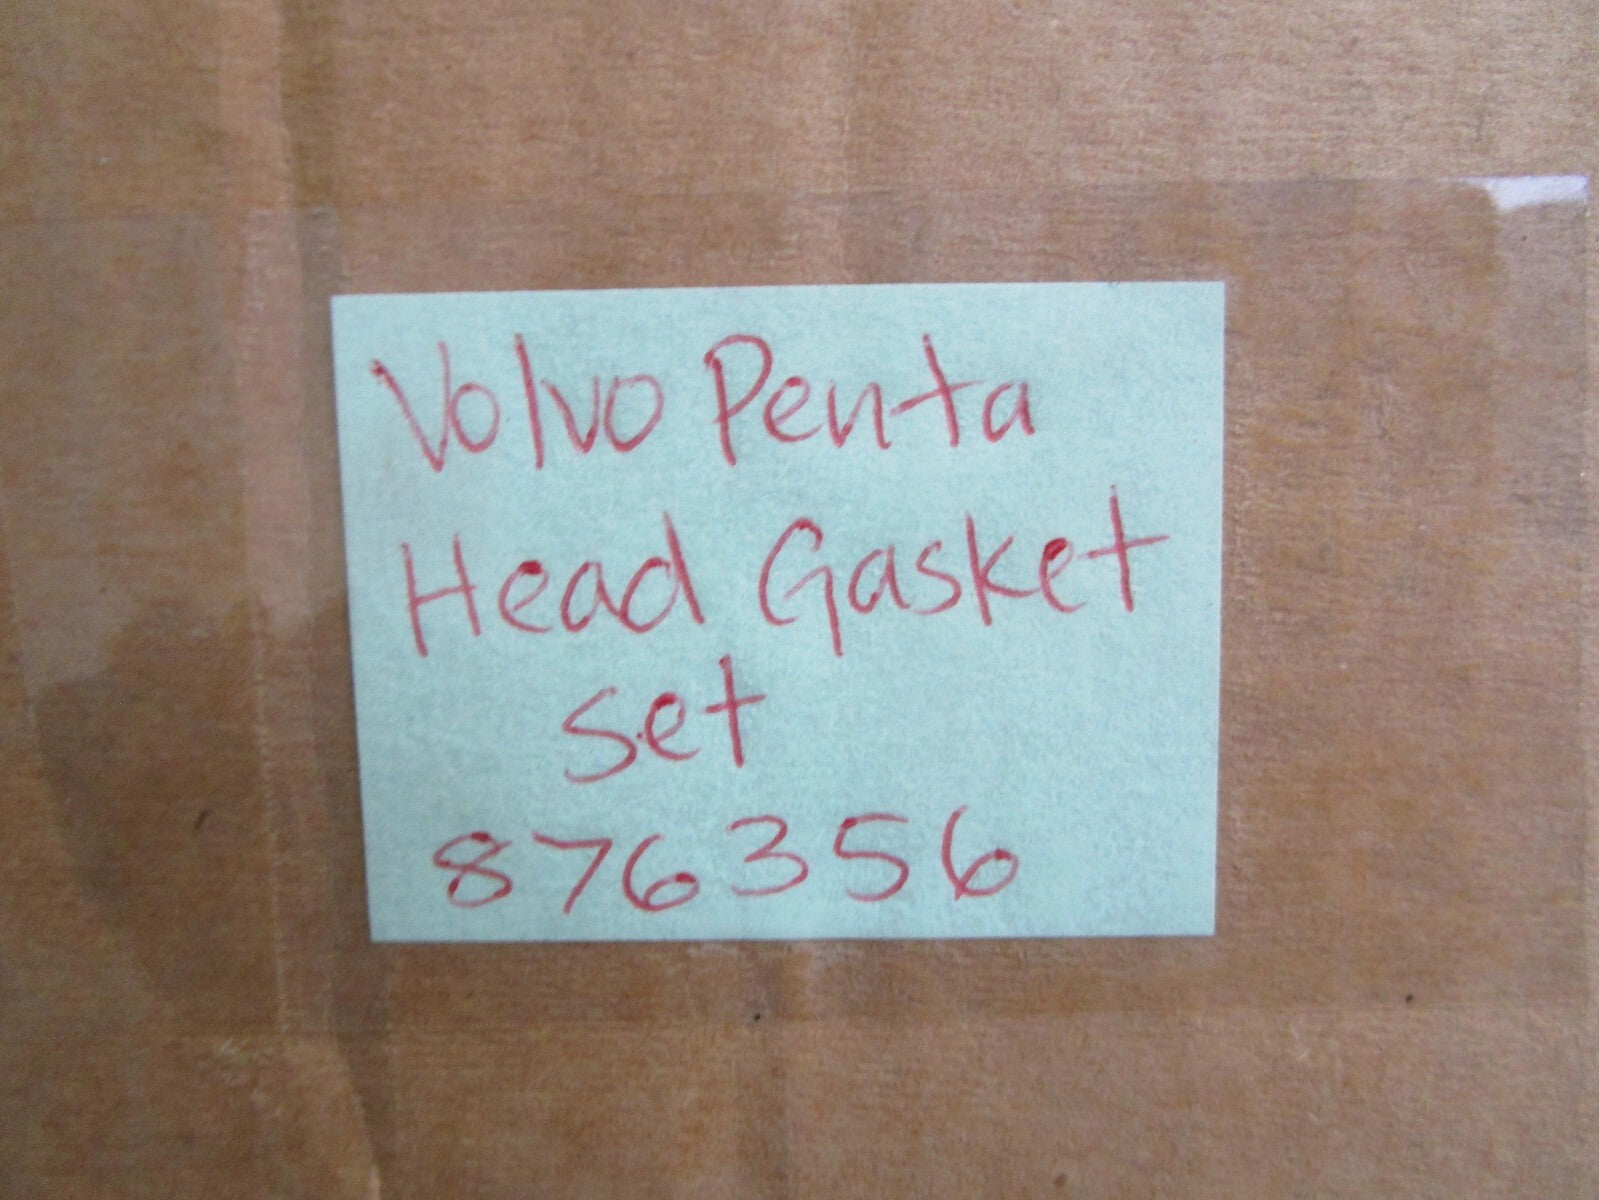 Volvo Penta
Head Gasket
set
876356